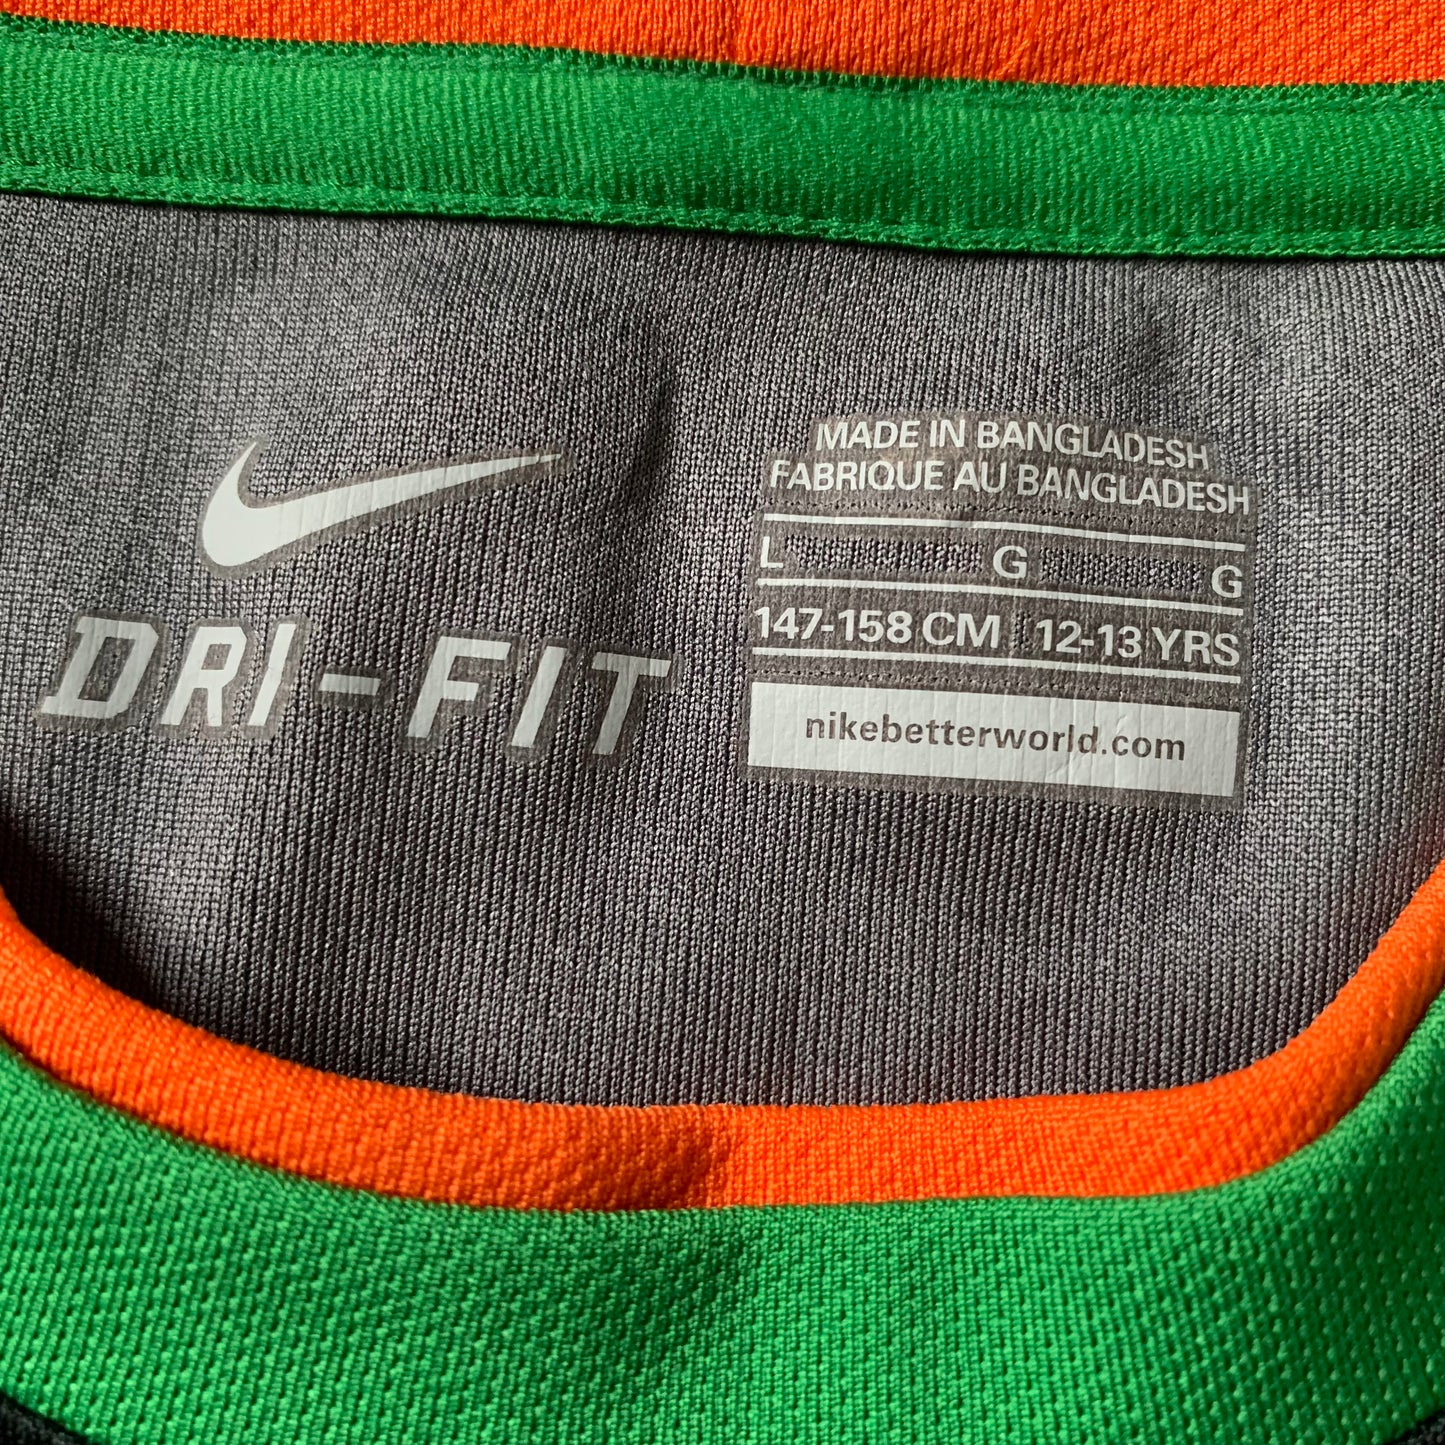 DRI-FIT
MADE IN BANGLADESH
FABRIQUE AU BANGLADESH
L G G
147-158 CM 12-13 YRS
nikebetterworld.com